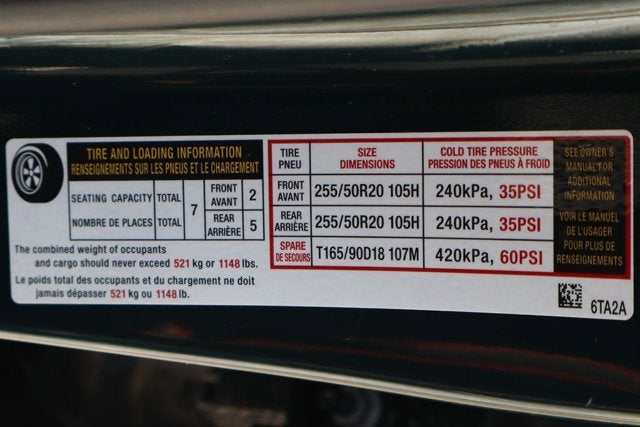 TIRE AND LOADING INFORMATION
RENSEIGNEMENTS SUR LES PNEUS ET LE CHARGEMENT
SEATING CAPACITY TOTAL 7 FRONT AVANT 2
NOMBRE DE PLACES TOTAL REAR ARRIÈRE 5
The combined weight of occupants
and cargo should never exceed 521 kg or 1148 lbs.
Le poids total des occupants et du chargement ne doit
jamais dépasser 521 kg ou 1148 lb.
TIRE PNEU SIZE DIMENSIONS COLD TIRE PRESSURE PRESSION DES PNEUS À FROID
FRONT AVANT 255/50R20 105H 240kPa, 35PSI
REAR ARRIÈRE 255/50R20 105H 240kPa, 35PSI
SPARE DE SECOURS T165/90D18 107M 420kPa, 60PSI
SEE OWNER'S
MANUAL FOR
ADDITIONAL
INFORMATION
VOIR LE MANUEL
DE L'USAGER
POUR PLUS DE
RENSEIGNEMENTS
6TA2A